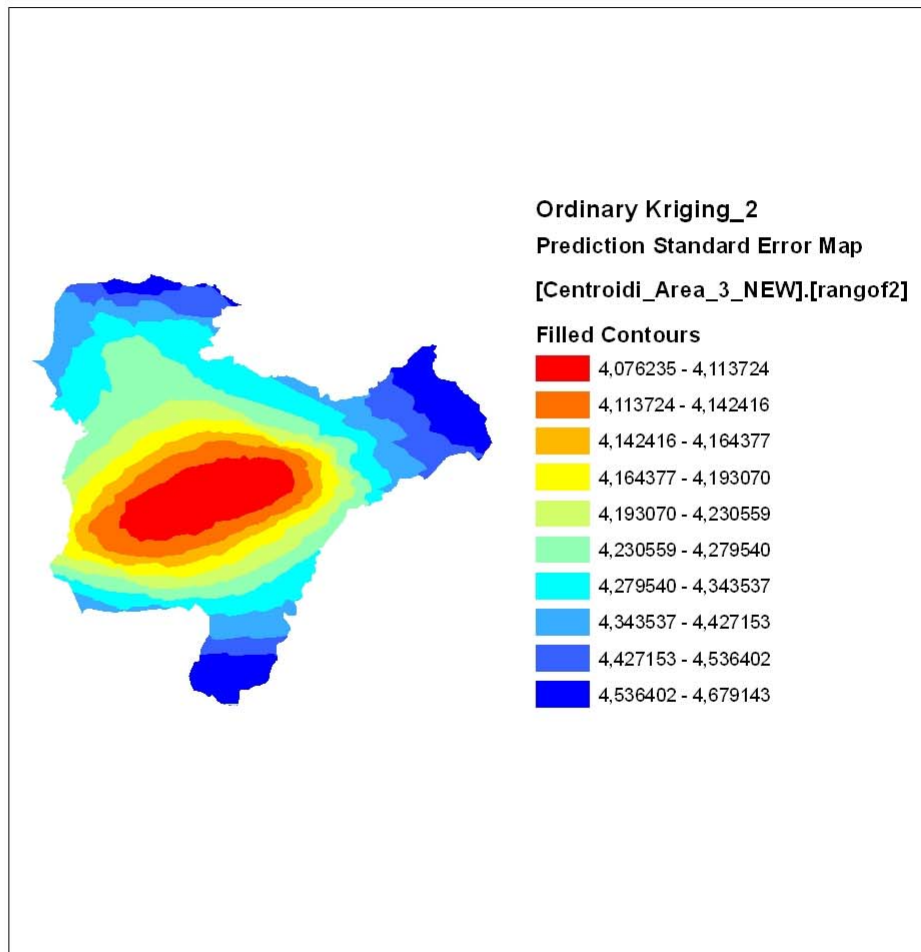 Ordinary Kriging_2
Prediction Standard Error Map
[Centroidi_Area_3_NEW].[rangof2]
Filled Contours
4,076235 - 4,113724
4,113724 - 4,142416
4,142416 - 4,164377
4,164377 - 4,193070
4,193070 - 4,230559
4,230559 - 4,279540
4,279540 - 4,343537
4,343537 - 4,427153
4,427153 - 4,536402
4,536402 - 4,679143